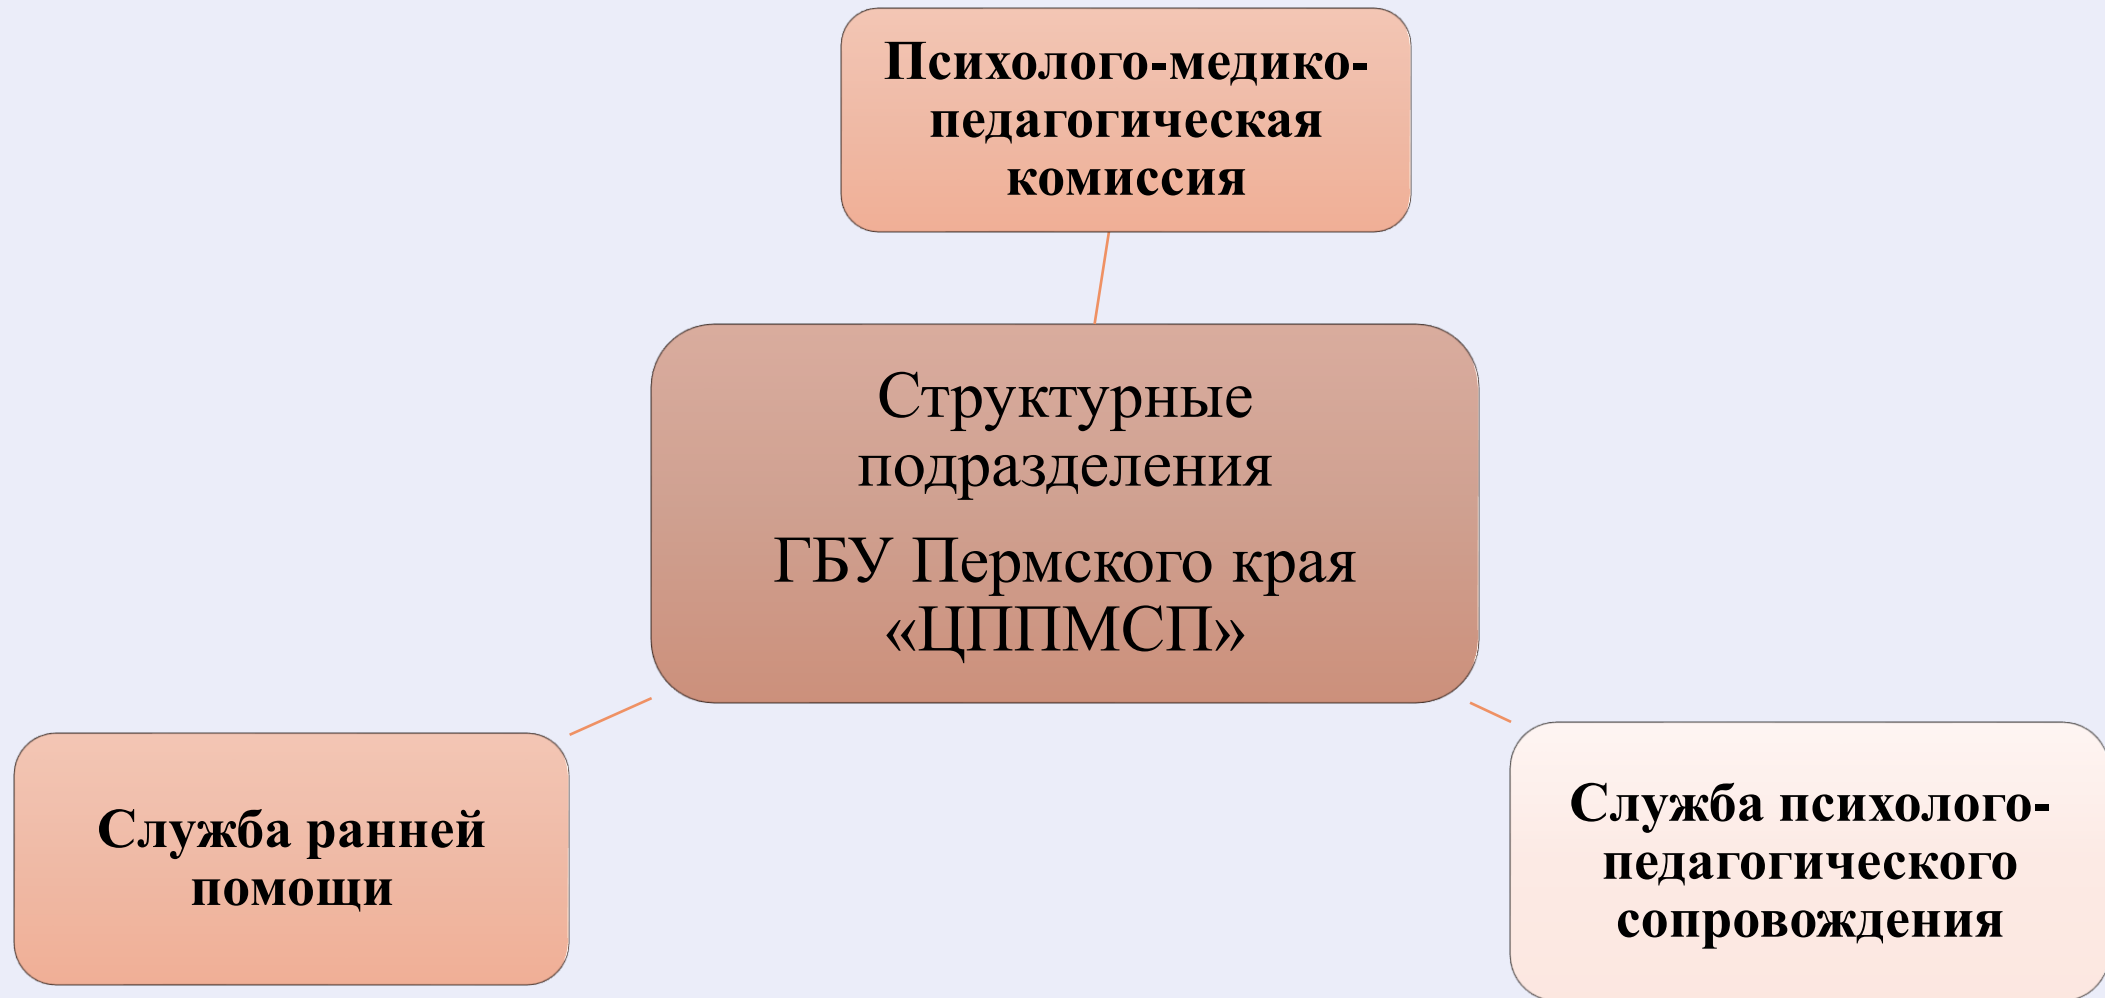 Психолого-медико-
педагогическая
комиссия
Структурные
подразделения
ГБУ Пермского края
«ЦППМСП»
Служба ранней
помощи
Служба психолого-
педагогического
сопровождения